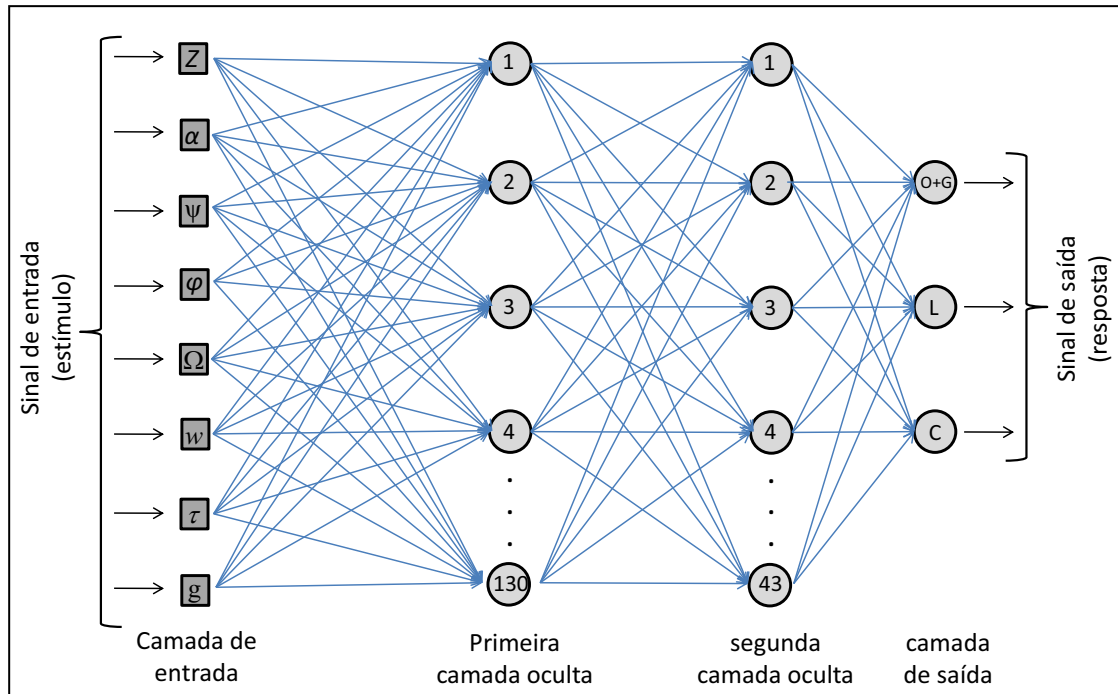 Sinal de entrada
(estímulo)
Z
α
ψ
φ
Ω
w
τ
g
Camada de
entrada
1
2
3
4
.
.
.
130
Primeira
camada oculta
1
2
3
4
.
.
.
43
segunda
camada oculta
O+G
L
C
camada
de saída
Sinal de saída
(resposta)